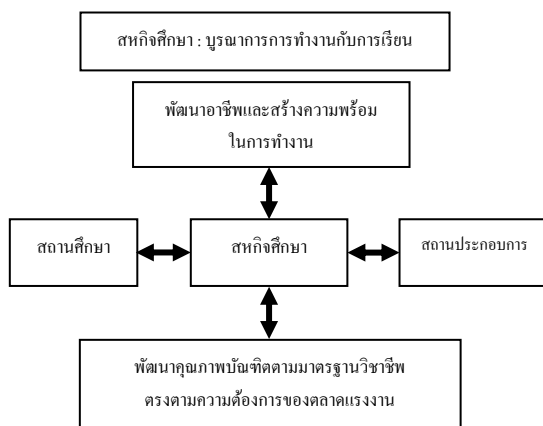 สหกิจศึกษา : บูรณาการการทำงานกับการเรียน
พัฒนาอาชีพและสร้างความพร้อม
ในการทำงาน
สถานศึกษา
สหกิจศึกษา
สถานประกอบการ
พัฒนาคุณภาพบัณฑิตตามมาตรฐานวิชาชีพ
ตรงตามความต้องการของตลาดแรงงาน